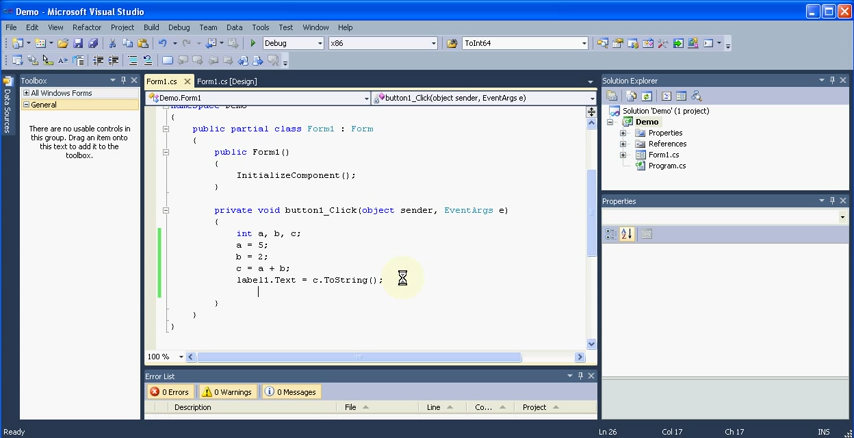 Demo - Microsoft Visual Studio
File Edit View Refactor Project Build Debug Team Data Tools Test Window Help
Debug x86 ToInt64
Toolbox
All Windows Forms
General
There are no usable controls in
this group. Drag an item onto
this text to add it to the
toolbox.
Data Sources
Form1.cs Form1.cs [Design]
Demo.Form1 button1_Click(object sender, EventArgs e)
namespace Demo
{
public partial class Form1 : Form
{
public Form1()
{
InitializeComponent();
}
private void button1_Click(object sender, EventArgs e)
{
int a, b, c;
a = 5;
b = 2;
c = a + b;
label1.Text = c.ToString();
}
}
}
100 %
Error List
0 Errors 0 Warnings 0 Messages
Description File Line Co... Project
Solution Explorer
Solution 'Demo' (1 project)
Demo
Properties
References
Form1.cs
Program.cs
Properties
Ready Ln 26 Col 17 Ch 17 INS